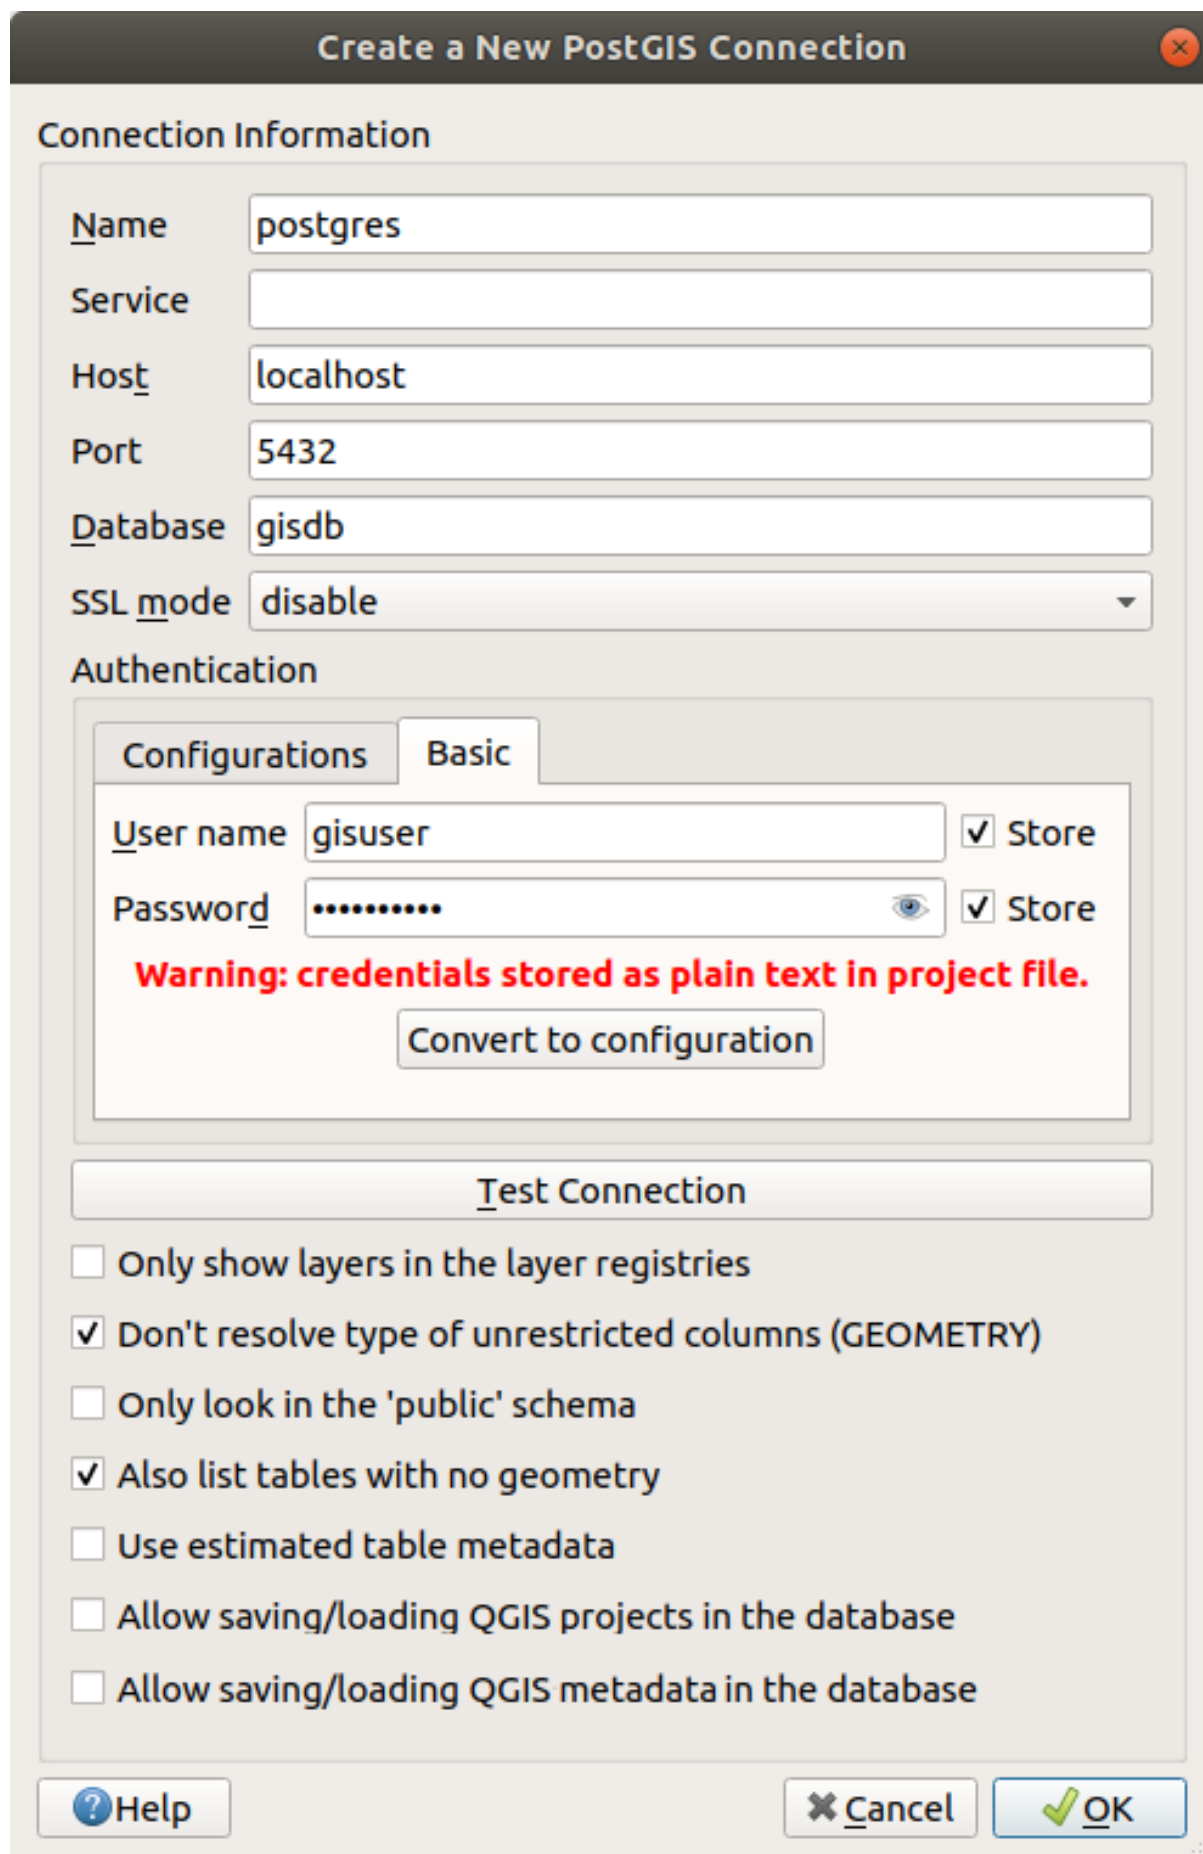 Create a New PostGIS Connection
Connection Information
Name postgres
Service
Host localhost
Port 5432
Database gisdb
SSL mode disable
Authentication
Configurations Basic
User name gisuser Store
Password •••••••••• Store
Warning: credentials stored as plain text in project file.
Convert to configuration
Test Connection
Only show layers in the layer registries
Don't resolve type of unrestricted columns (GEOMETRY)
Only look in the 'public' schema
Also list tables with no geometry
Use estimated table metadata
Allow saving/loading QGIS projects in the database
Allow saving/loading QGIS metadata in the database
Help Cancel OK